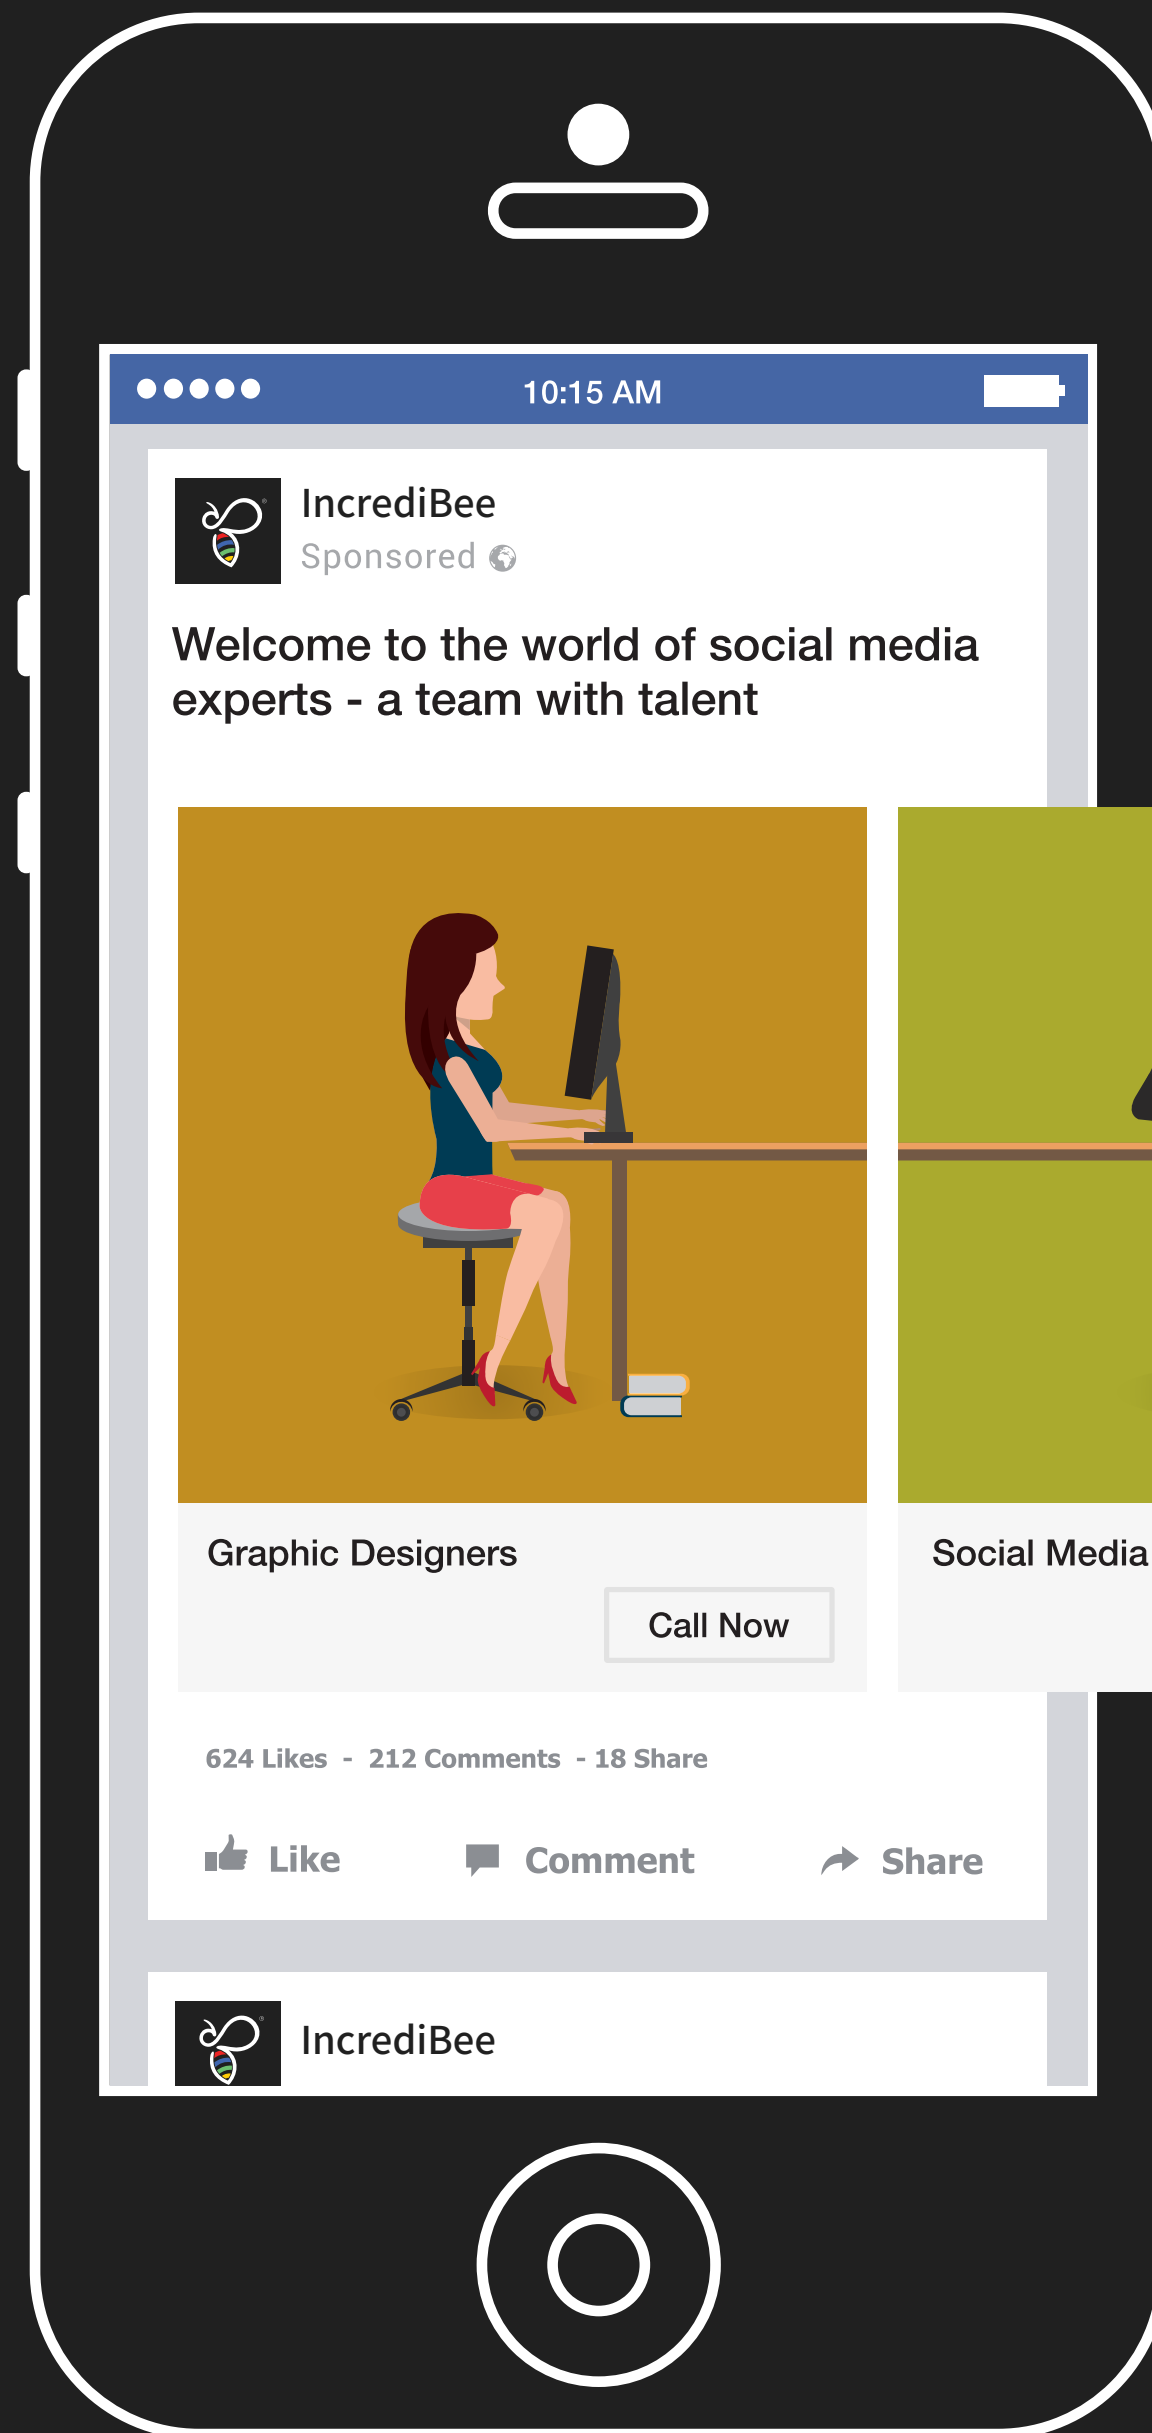 10:15 AM
IncrediBee
Sponsored
Welcome to the world of social media
experts - a team with talent
Graphic Designers
Call Now
Social Media
624 Likes - 212 Comments - 18 Share
Like Comment Share
IncrediBee